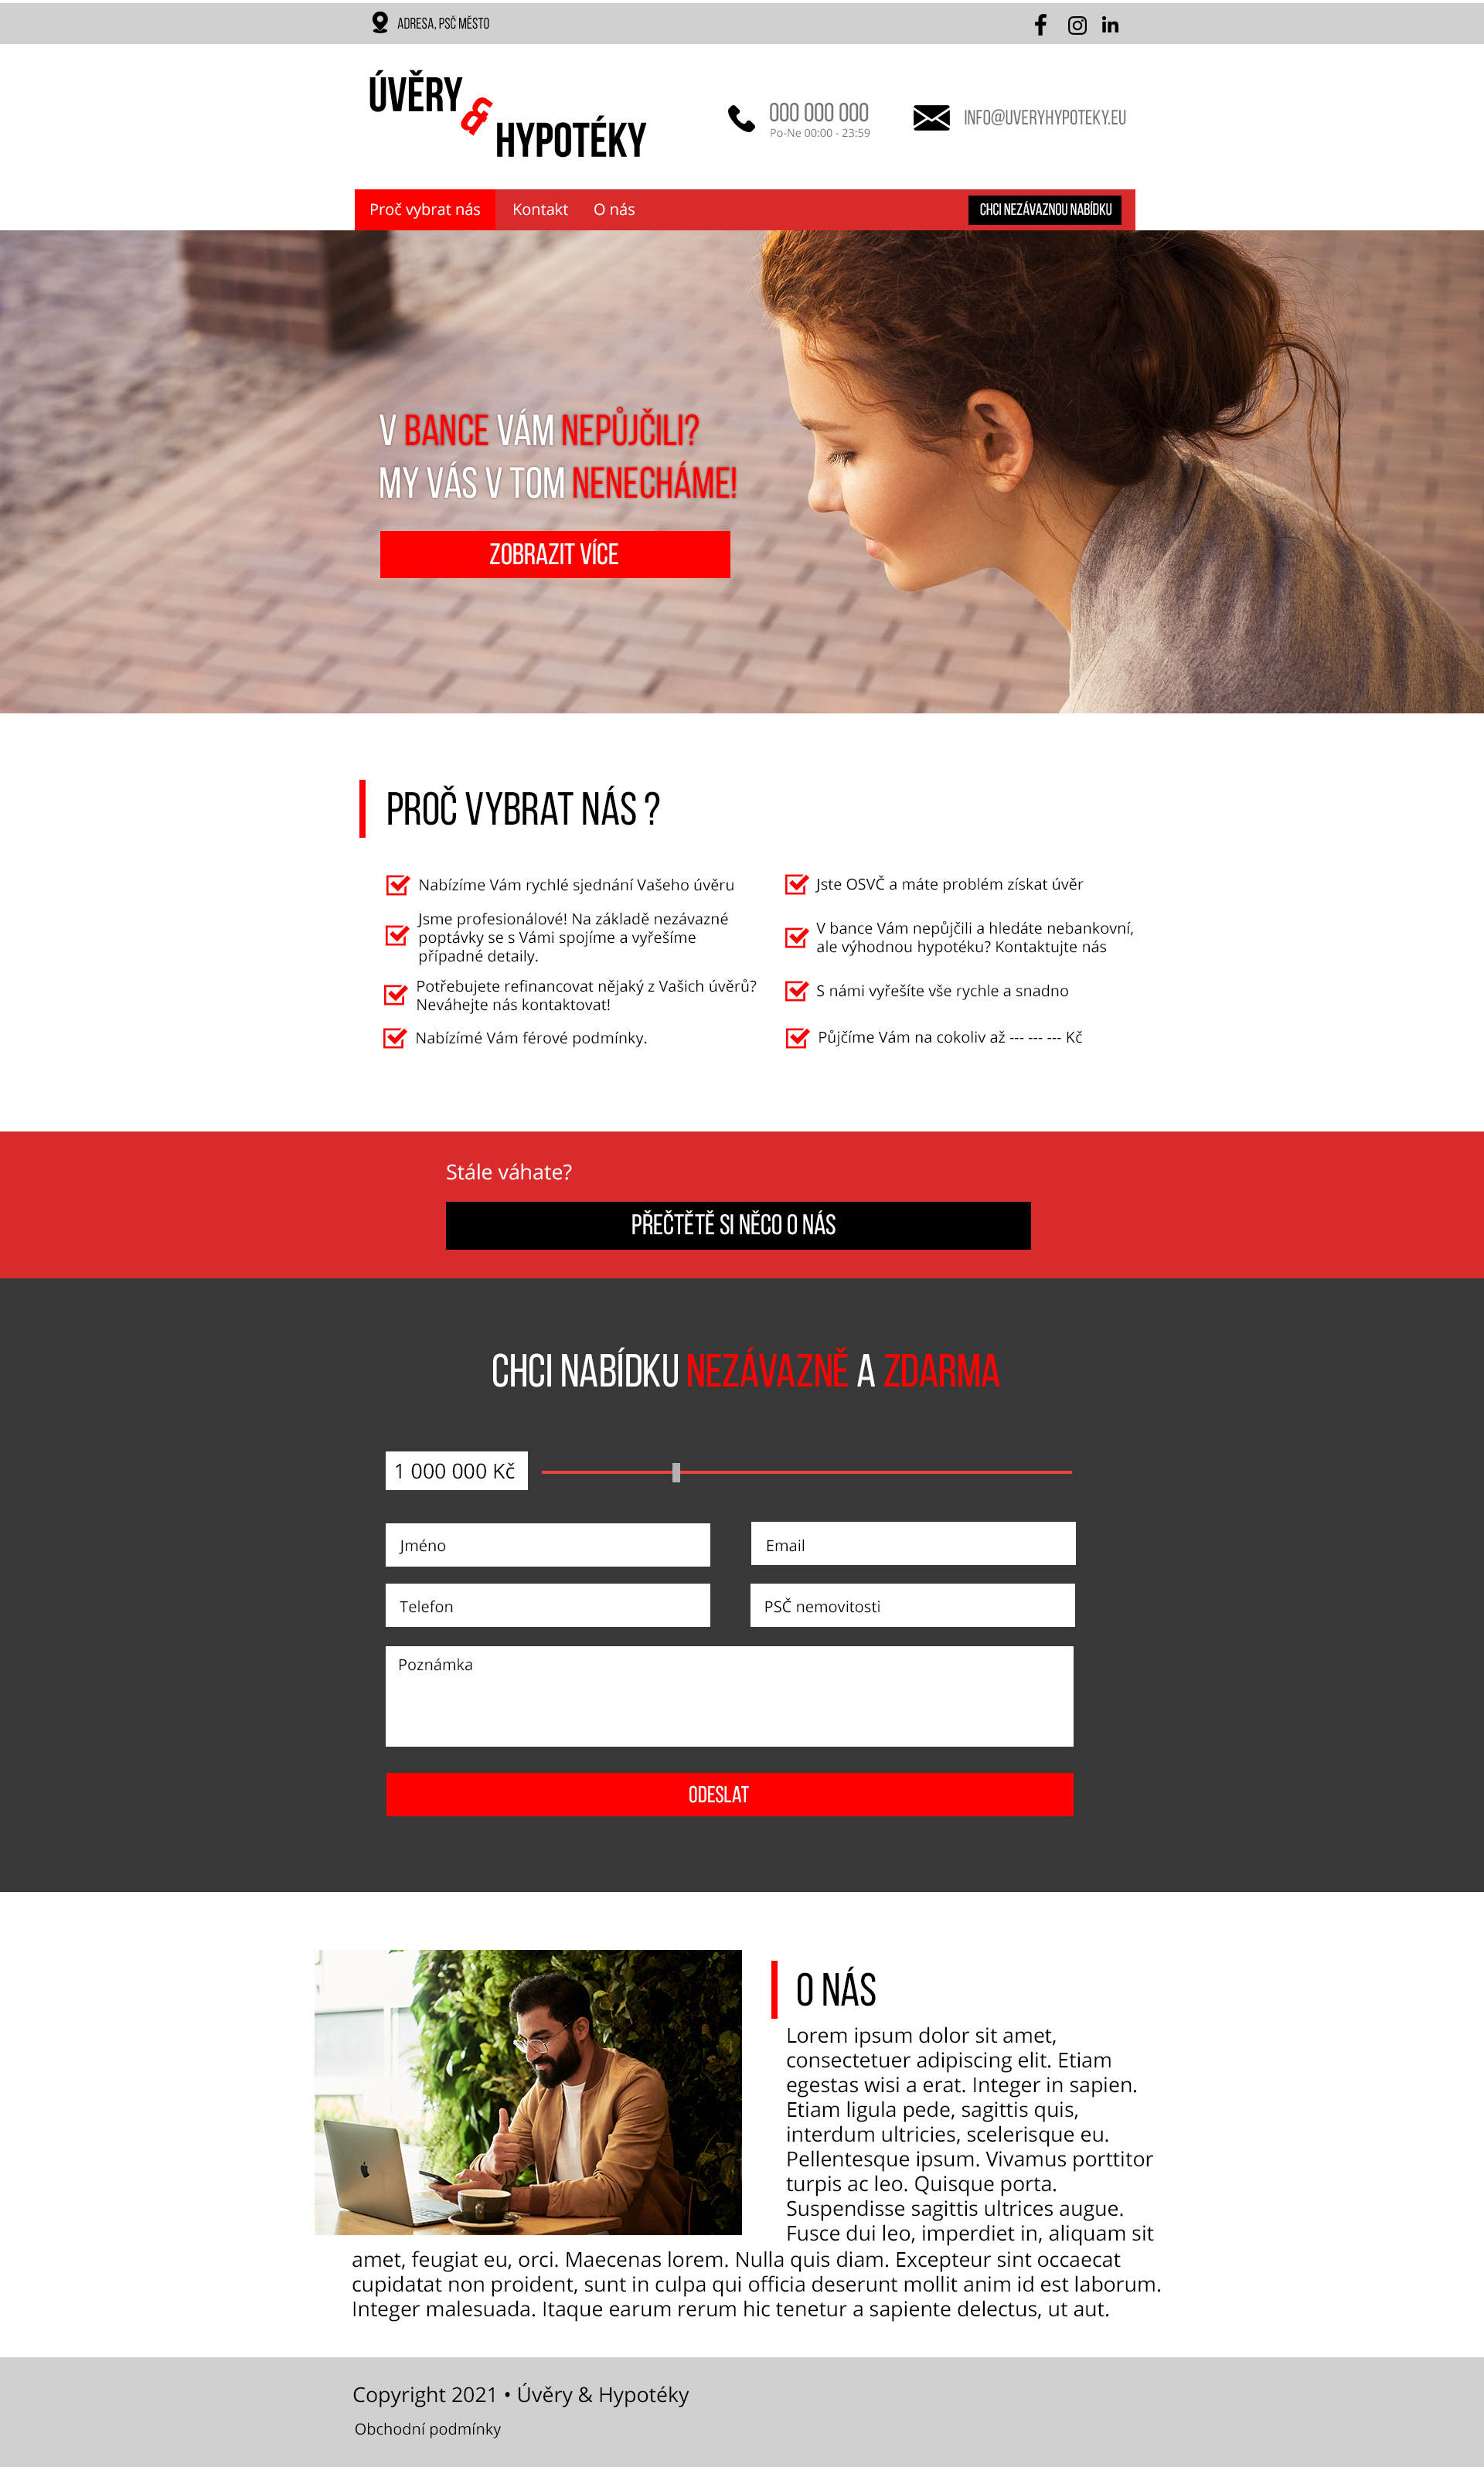 ADRESA, PSČ MĚSTO
ÚVĚRY
&
HYPOTÉKY
000 000 000
Po-Ne 00:00 - 23:59
INFO@UVERYHYPOTEKY.EU
Proč vybrat nás
Kontakt
O nás
CHCI NEZÁVAZNOU NABÍDKU
V BANCE VÁM NEPŮJČILI?
MY VÁS V TOM NENECHÁME!
ZOBRAZIT VÍCE
PROČ VYBRAT NÁS ?
Nabízíme Vám rychlé sjednání Vašeho úvěru
Jsme profesionálové! Na základě nezávazné
poptávky se s Vámi spojíme a vyřešíme
případné detaily.
Potřebujete refinancovat nějaký z Vašich úvěrů?
Neváhejte nás kontaktovat!
Nabízímé Vám férové podmínky.
Jste OSVČ a máte problém získat úvěr
V bance Vám nepůjčili a hledáte nebankovní,
ale výhodnou hypotéku? Kontaktujte nás
S námi vyřešíte vše rychle a snadno
Půjčíme Vám na cokoliv až --- --- --- Kč
Stále váhate?
PŘEČTĚTĚ SI NĚCO O NÁS
CHCI NABÍDKU NEZÁVAZNĚ A ZDARMA
1 000 000 Kč
Jméno
Email
Telefon
PSČ nemovitosti
Poznámka
ODESLAT
O NÁS
Lorem ipsum dolor sit amet,
consectetuer adipiscing elit. Etiam
egestas wisi a erat. Integer in sapien.
Etiam ligula pede, sagittis quis,
interdum ultricies, scelerisque eu.
Pellentesque ipsum. Vivamus porttitor
turpis ac leo. Quisque porta.
Suspendisse sagittis ultrices augue.
Fusce dui leo, imperdiet in, aliquam sit
amet, feugiat eu, orci. Maecenas lorem. Nulla quis diam. Excepteur sint occaecat
cupidatat non proident, sunt in culpa qui officia deserunt mollit anim id est laborum.
Integer malesuada. Itaque earum rerum hic tenetur a sapiente delectus, ut aut.
Copyright 2021 • Úvěry & Hypotéky
Obchodní podmínky